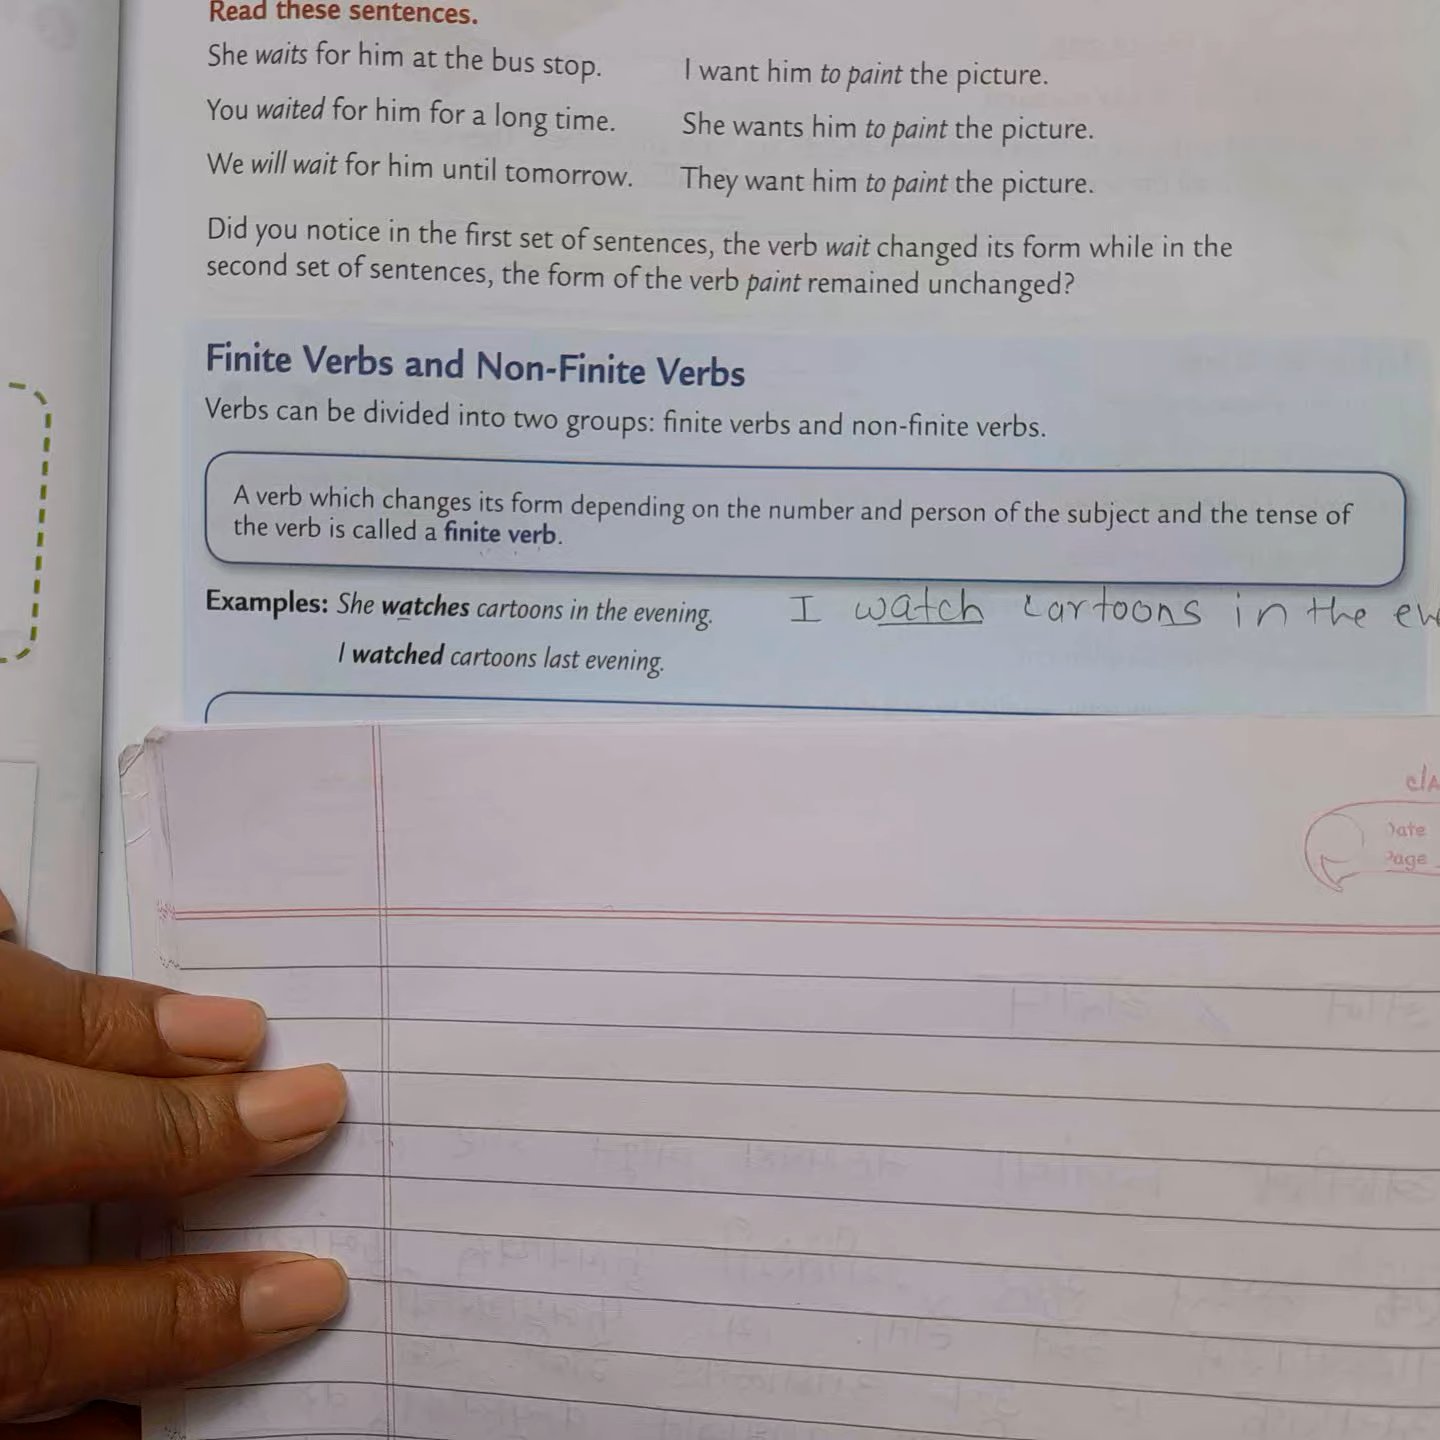 Read these sentences.
She waits for him at the bus stop. I want him to paint the picture.
You waited for him for a long time. She wants him to paint the picture.
We will wait for him until tomorrow. They want him to paint the picture.
Did you notice in the first set of sentences, the verb wait changed its form while in the
second set of sentences, the form of the verb paint remained unchanged?
Finite Verbs and Non-Finite Verbs
Verbs can be divided into two groups: finite verbs and non-finite verbs.
A verb which changes its form depending on the number and person of the subject and the tense of
the verb is called a finite verb.
Examples: She watches cartoons in the evening. I watch cartoons in the
I watched cartoons last evening.
Date
Page